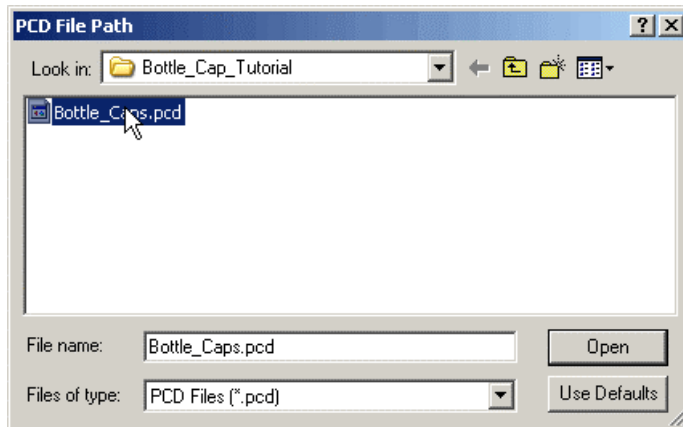 PCD File Path
Look in: Bottle_Cap_Tutorial
Bottle_Caps.pcd
File name: Bottle_Caps.pcd Open
Files of type: PCD Files (*.pcd) Use Defaults